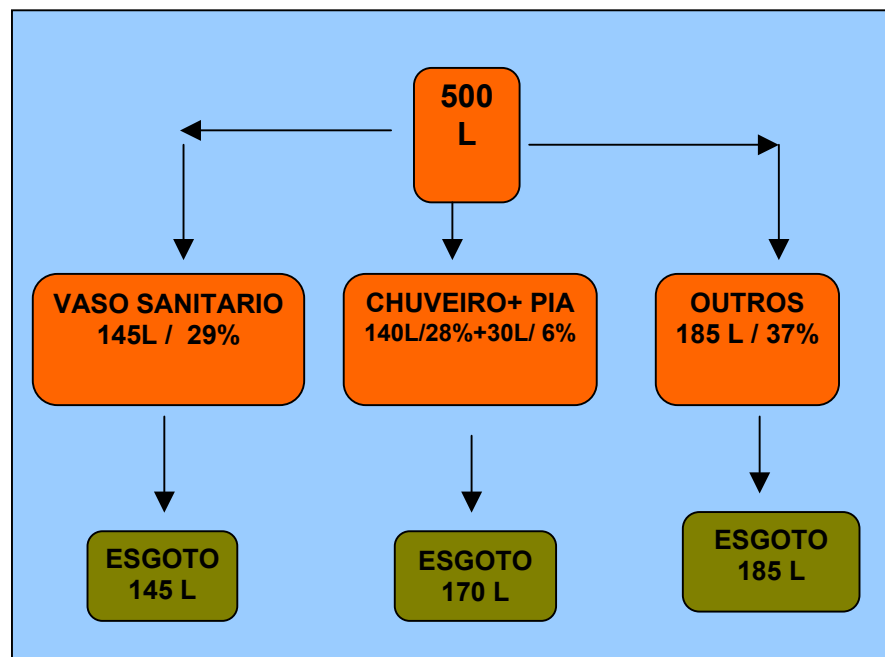 500
L
VASO SANITARIO
145L /  29%
CHUVEIRO+ PIA
140L/28%+30L/ 6%
OUTROS
185 L / 37%
ESGOTO
145 L
ESGOTO
170 L
ESGOTO
185 L